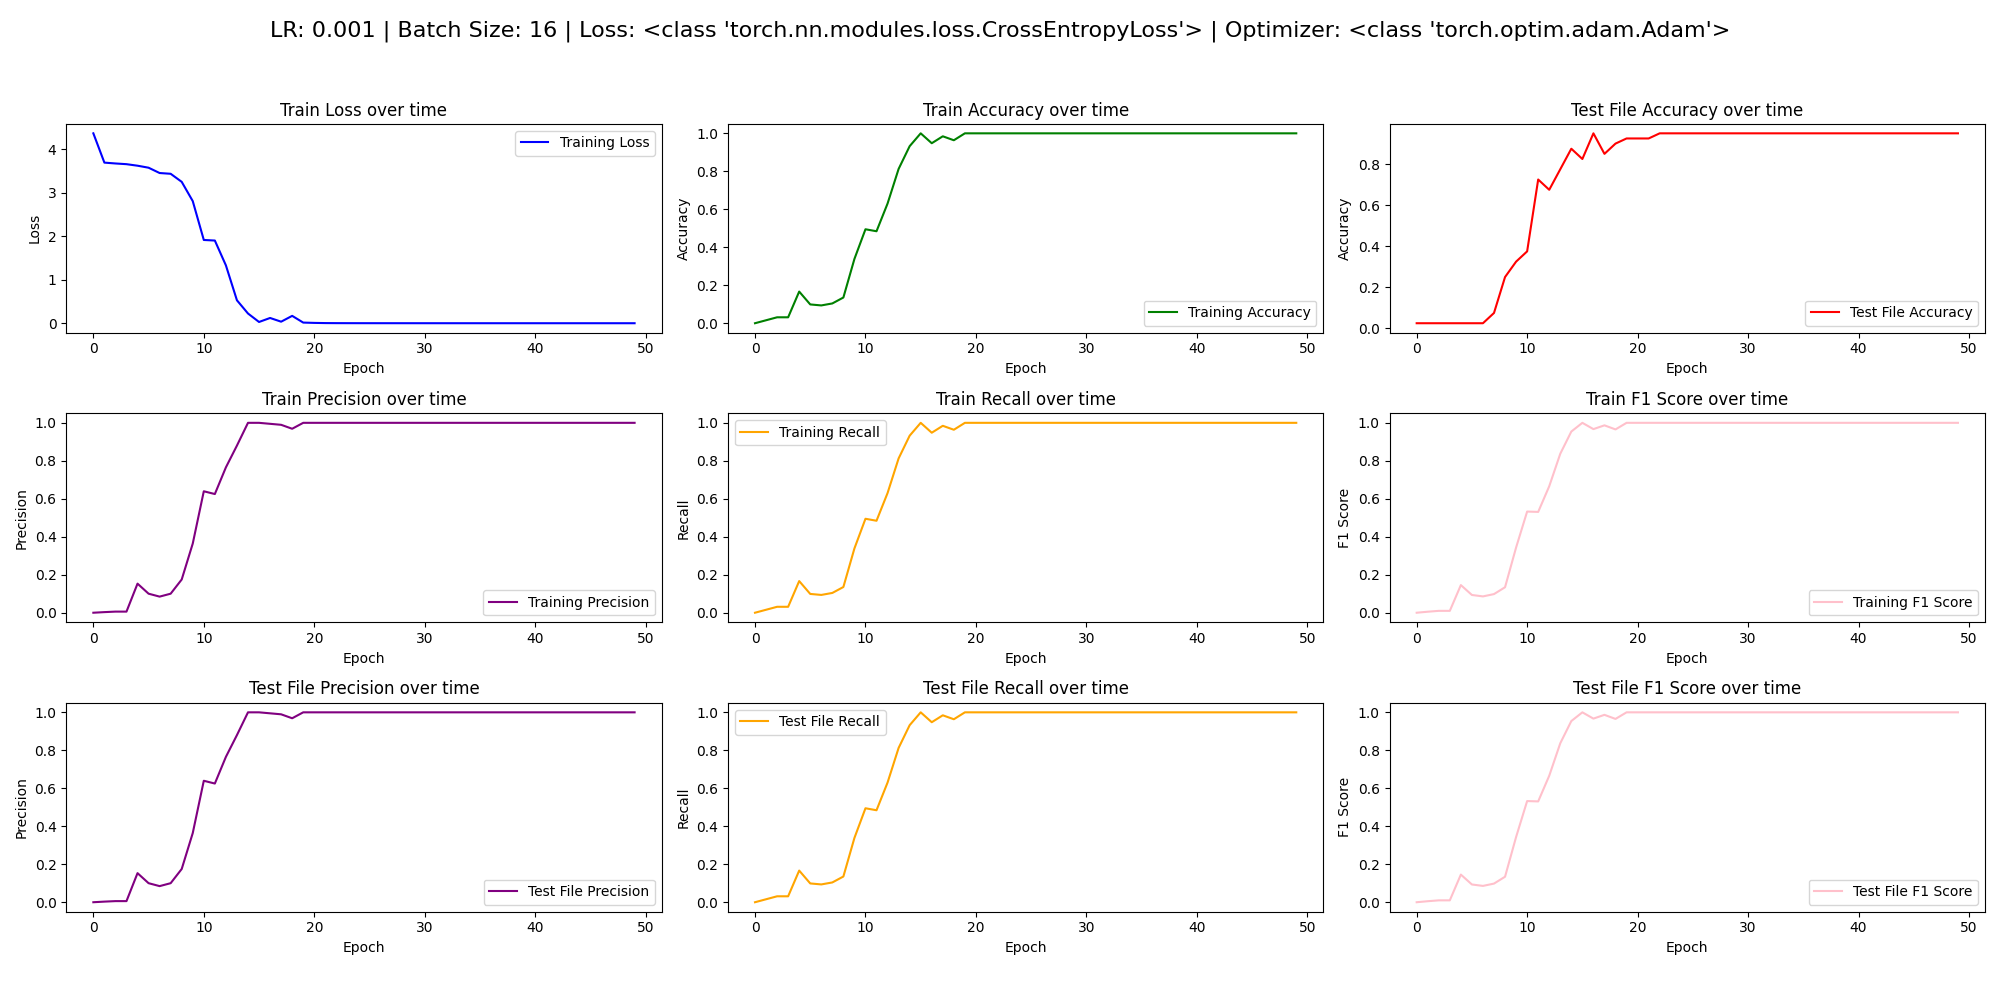 LR: 0.001 | Batch Size: 16 | Loss: <class 'torch.nn.modules.loss.CrossEntropyLoss'> | Optimizer: <class 'torch.optim.adam.Adam'>
Train Loss over time
Loss
4
3
2
1
0
Training Loss
0 10 20 30 40 50
Epoch
Train Accuracy over time
Accuracy
1.0
0.8
0.6
0.4
0.2
0.0
Training Accuracy
0 10 20 30 40 50
Epoch
Test File Accuracy over time
Accuracy
0.8
0.6
0.4
0.2
0.0
Test File Accuracy
0 10 20 30 40 50
Epoch
Train Precision over time
Precision
1.0
0.8
0.6
0.4
0.2
0.0
Training Precision
0 10 20 30 40 50
Epoch
Train Recall over time
Recall
1.0
0.8
0.6
0.4
0.2
0.0
Training Recall
0 10 20 30 40 50
Epoch
Train F1 Score over time
F1 Score
1.0
0.8
0.6
0.4
0.2
0.0
Training F1 Score
0 10 20 30 40 50
Epoch
Test File Precision over time
Precision
1.0
0.8
0.6
0.4
0.2
0.0
Test File Precision
0 10 20 30 40 50
Epoch
Test File Recall over time
Recall
1.0
0.8
0.6
0.4
0.2
0.0
Test File Recall
0 10 20 30 40 50
Epoch
Test File F1 Score over time
F1 Score
1.0
0.8
0.6
0.4
0.2
0.0
Test File F1 Score
0 10 20 30 40 50
Epoch